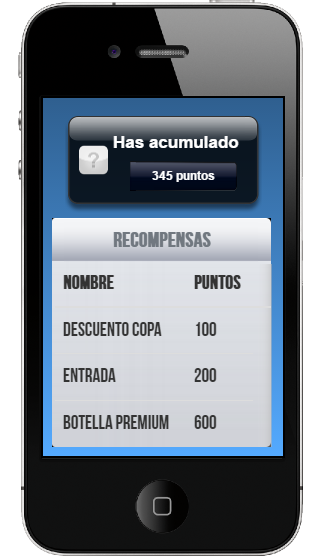 Has acumulado
?
345 puntos
RECOMPENSAS
NOMBRE PUNTOS
DESCUENTO COPA 100
ENTRADA 200
BOTELLA PREMIUM 600